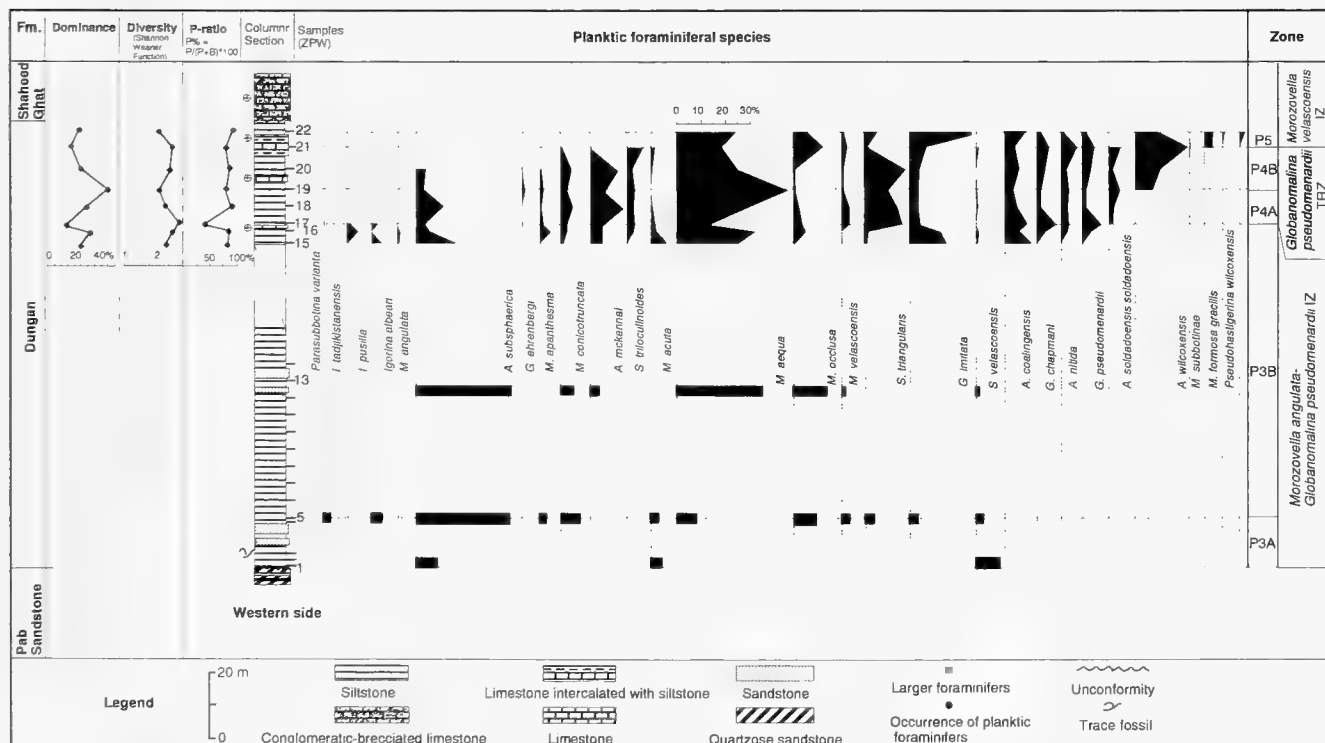 Fm.
Dominance
Diversity
(Shannon
Weaner
Function)
P-ratio
P% =
P/(P+B)*100
Columnr
Section
Samples
(ZPW)
Planktic foraminiferal species
Zone
Shaheed
Ghat
Dungan
Pab
Sandstone
0 20 40%
1 2
50 100%
22
21
20
19
18
17
16
15
13
5
1
0 10 20 30%
Parasubbotina varianta
I tadjikistanensis
I pusilla
Igorina albeari
M angulata
A subsphaerica
G ehrenbergi
M. apanthesma
M conicotruncata
A mckannai
S triloculinoides
M acuta
M aequa
M. occlusa
M velascoensis
S. triangularis
G imitata
S velascoensis
A. coalingensis
G. chapmani
A nitida
G. pseudomenardii
A soldadoensis soldadoensis
A wilcoxensis
M subbotinae
M. formosa gracilis
Pseudohastigerina wilcoxensis
P5
P4B
P4A
P3B
P3A
Morozovella
velascoensis
IZ
Globanomalina
pseudomenardii
TRZ
Morozovella angulata-
Globanomalina pseudomenardii IZ
Western side
Legend
20 m
0
Siltstone
Limestone intercalated with siltstone
Sandstone
Larger foraminifers
Unconformity
Conglomeratic-brecciated limestone
Limestone
Quartzose sandstone
Occurrence of planktic
foraminifers
Trace fossil